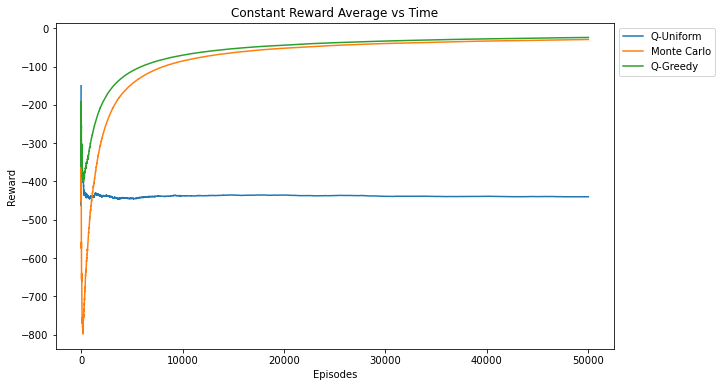 Constant Reward Average vs Time
Q-Uniform
Monte Carlo
Q-Greedy
Reward
0
−100
−200
−300
−400
−500
−600
−700
−800
0 10000 20000 30000 40000 50000
Episodes